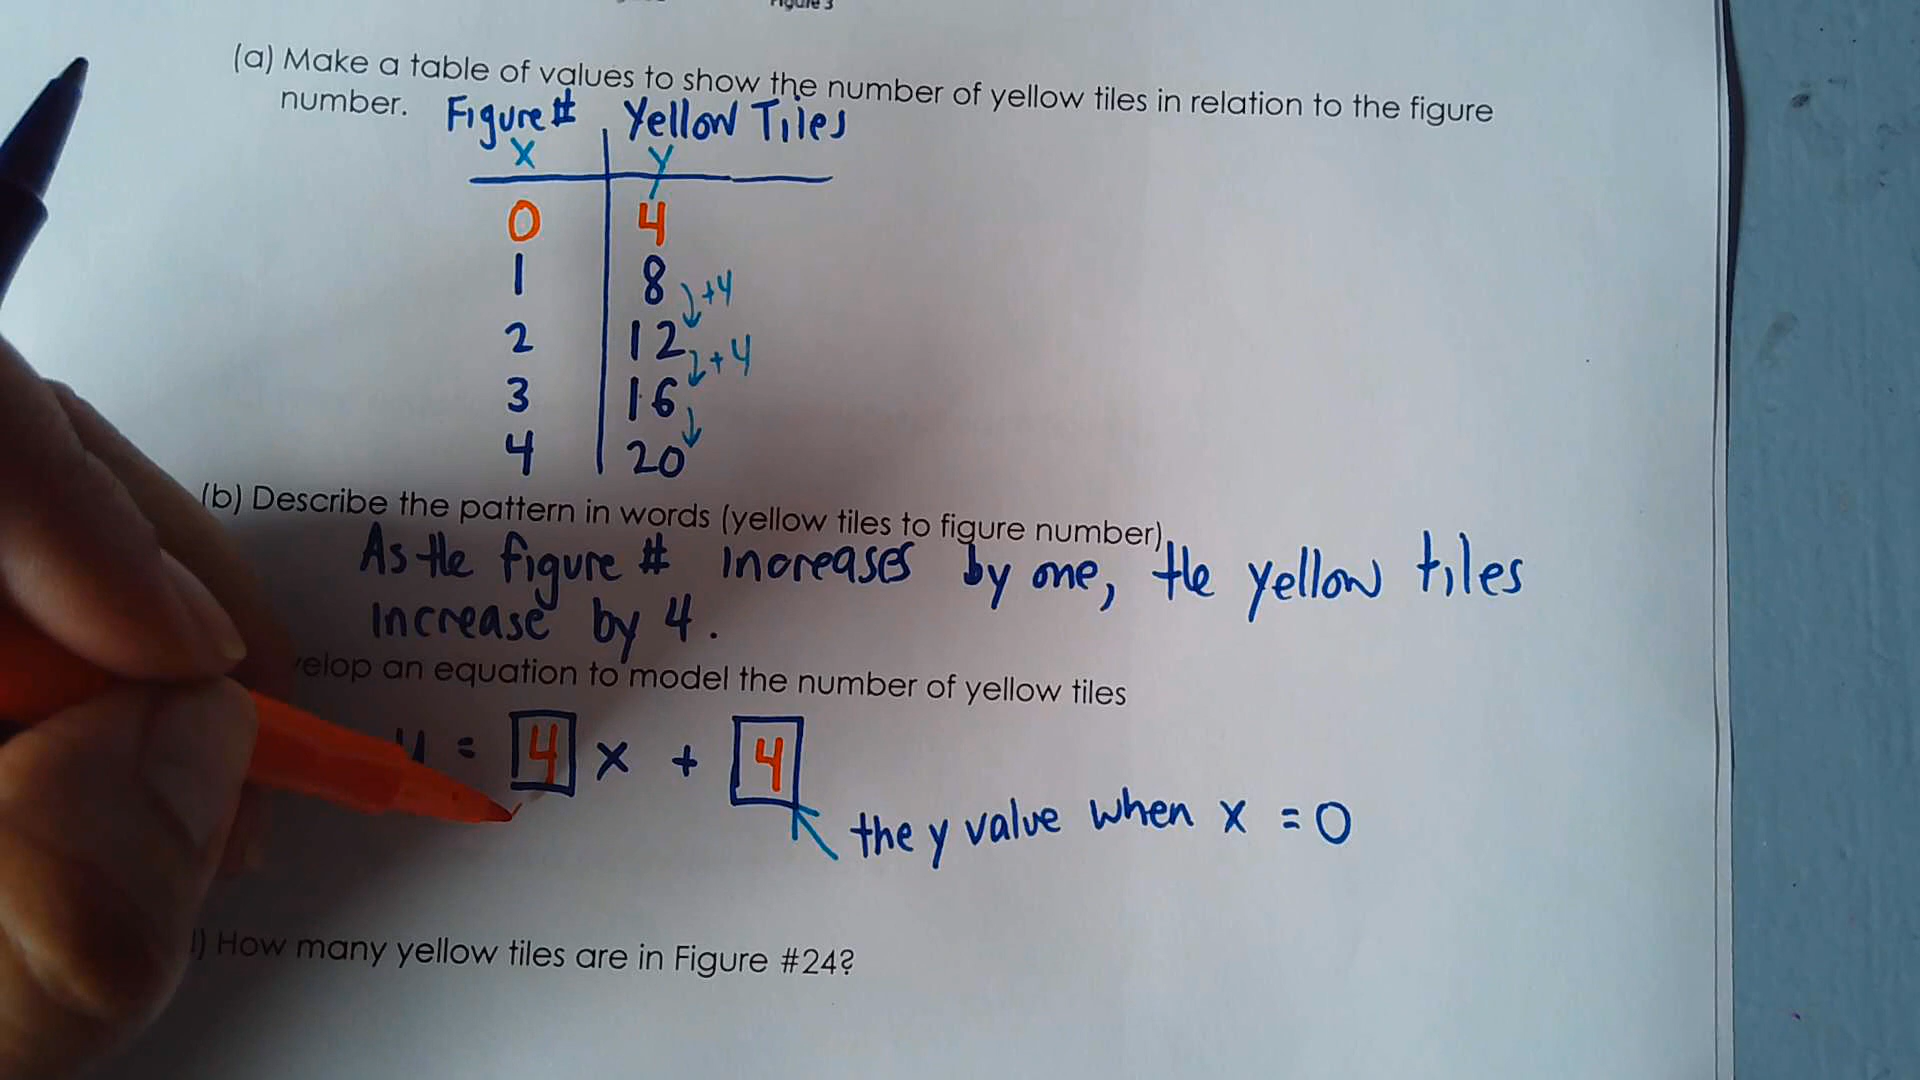 Figure 3
(a) Make a table of values to show the number of yellow tiles in relation to the figure
number.
Figure # Yellow Tiles
x y
0 4
1 8 +4
2 12 +4
3 16
4 20
(b) Describe the pattern in words (yellow tiles to figure number)
As the figure # increases by one, the yellow tiles
increase by 4.
velop an equation to model the number of yellow tiles
y = 4 x + 4
the y value when x = 0
) How many yellow tiles are in Figure #24?